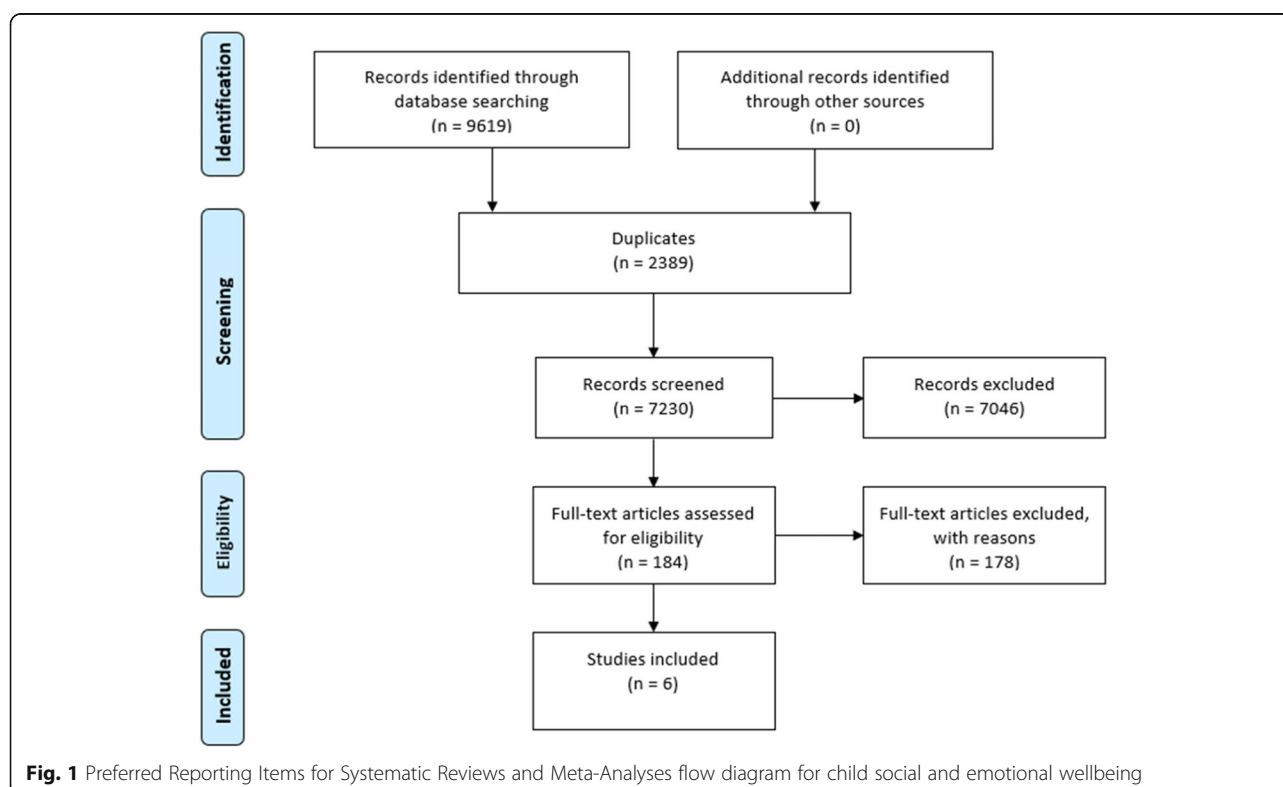 Identification
Records identified through
database searching
(n = 9619)
Additional records identified
through other sources
(n = 0)
Screening
Duplicates
(n = 2389)
Records screened
(n = 7230)
Records excluded
(n = 7046)
Eligibility
Full-text articles assessed
for eligibility
(n = 184)
Full-text articles excluded,
with reasons
(n = 178)
Included
Studies included
(n = 6)
Fig. 1 Preferred Reporting Items for Systematic Reviews and Meta-Analyses flow diagram for child social and emotional wellbeing